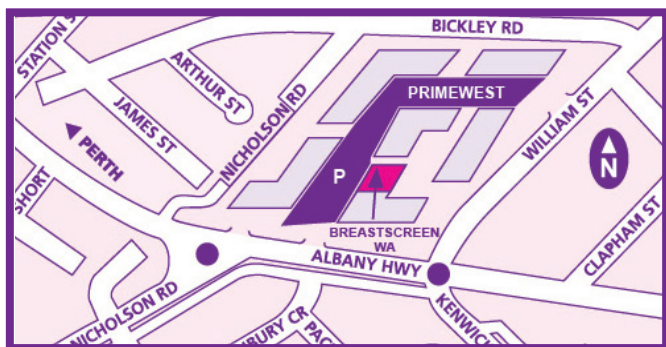 STATION S
BICKLEY RD
ARTHUR ST
JAMES ST
NICHOLSON RD
PRIMEWEST
WILLIAM ST
PERTH
P
N
SHORT
BREASTSCREEN
WA
ALBANY HWY
CLAPHAM ST
NICHOLSON RD
BURY CR
PAC
KENWIC